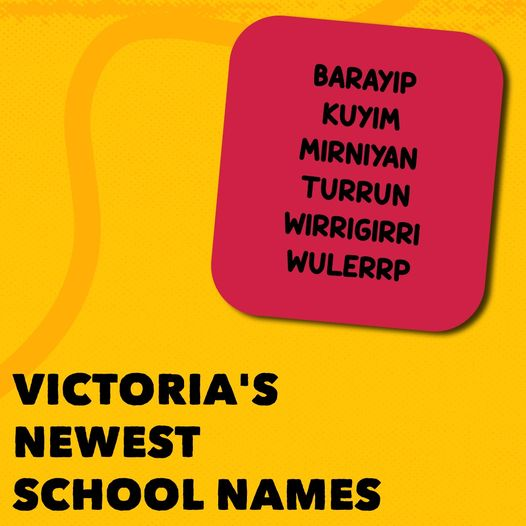 BARAYIP
KUYIM
MIRNIYAN
TURRUN
WIRRIGIRRI
WULERRP
VICTORIA'S
NEWEST
SCHOOL NAMES